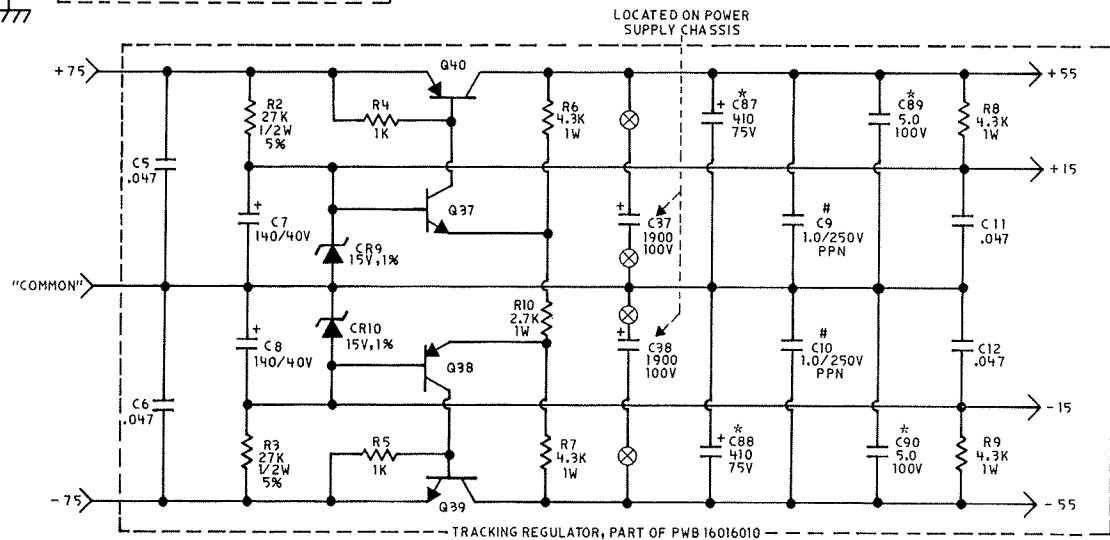 LOCATED ON POWER
SUPPLY CHASSIS
+75
Q40
+55
R2
27K
1/2W
5%
R4
1K
R6
4.3K
1W
*
+ C87
410
75V
*
C89
5.0
100V
R8
4.3K
1W
C5
.047
+15
+
C7
140/40V
Q37
CR9
15V,1%
+
C37
1900
100V
#
C9
1.0/250V
PPN
C11
.047
"COMMON"
R10
2.7K
1W
+
C8
140/40V
CR10
15V,1%
Q38
+
C38
1900
100V
#
C10
1.0/250V
PPN
C12
.047
C6
.047
-15
R3
27K
1/2W
5%
R5
1K
R7
4.3K
1W
*
+ C88
410
75V
*
C90
5.0
100V
R9
4.3K
1W
-75
Q39
-55
TRACKING REGULATOR, PART OF PWB 16016010